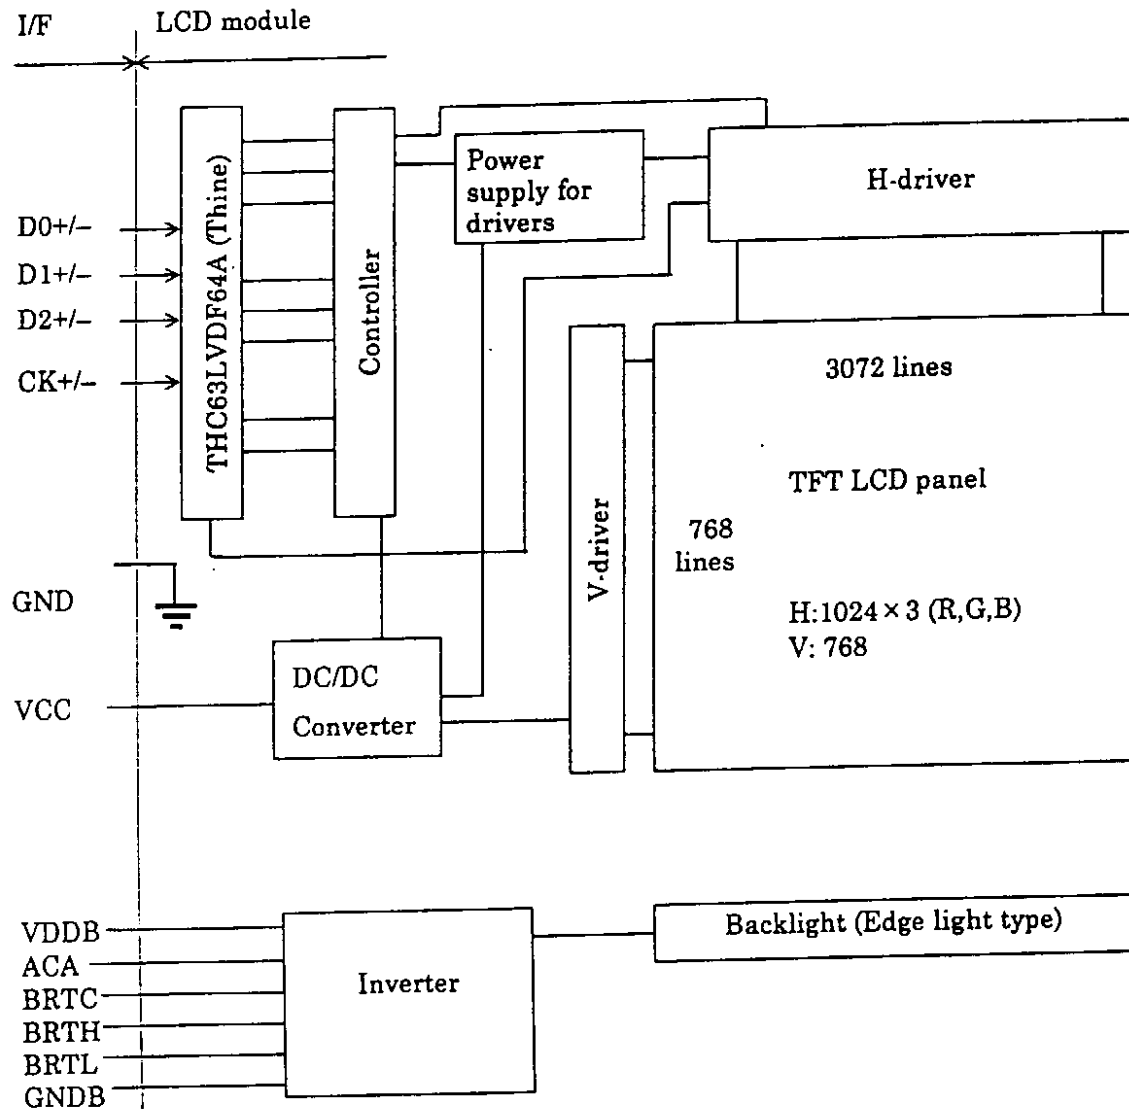 I/F
LCD module
THC63LVDF64A (Thine)
Controller
Power
supply for
drivers
H-driver
D0+/−
D1+/−
D2+/−
CK+/−
3072 lines
TFT LCD panel
768
lines
V-driver
H:1024×3 (R,G,B)
V: 768
GND
DC/DC
Converter
VCC
VDDB
ACA
BRTC
BRTH
BRTL
GNDB
Inverter
Backlight (Edge light type)